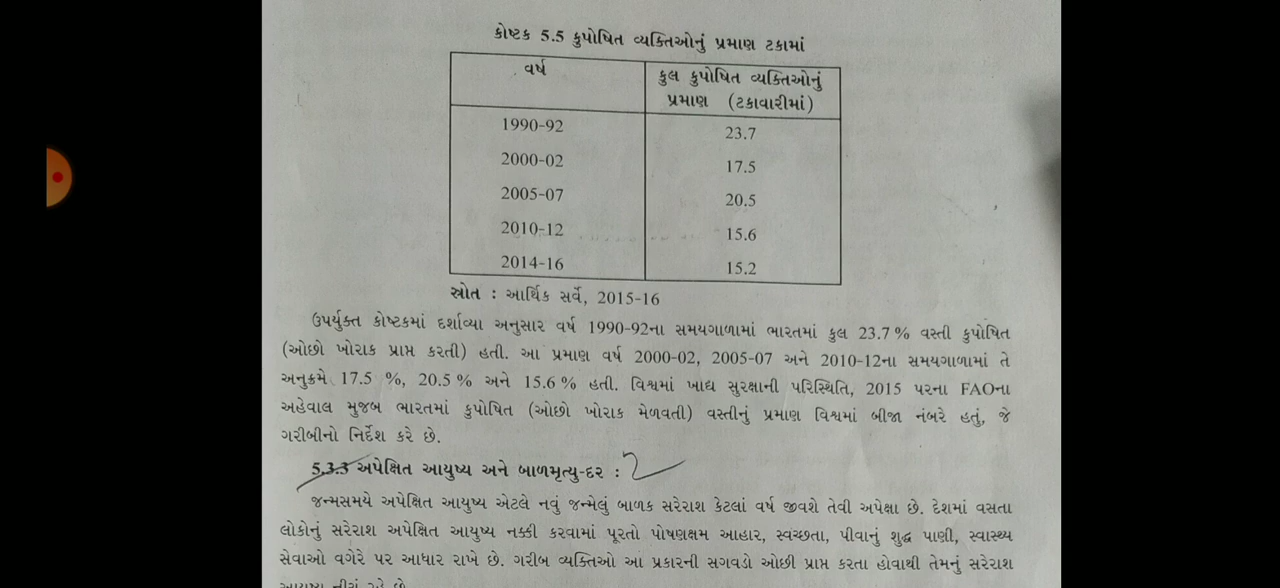 કોષ્ટક 5.5 કુપોષિત વ્યક્તિઓનું પ્રમાણ ટકામાં
વર્ષ કુલ કુપોષિત વ્યક્તિઓનું
પ્રમાણ (ટકાવારીમાં)
1990-92 23.7
2000-02 17.5
2005-07 20.5
2010-12 15.6
2014-16 15.2
સ્રોત : આર્થિક સર્વે, 2015-16
ઉપર્યુક્ત કોષ્ટકમાં દર્શાવ્યા અનુસાર વર્ષ 1990-92ના સમયગાળામાં ભારતમાં કુલ 23.7 % વસ્તી કુપોષિત
(ઓછો ખોરાક પ્રાપ્ત કરતી) હતી. આ પ્રમાણ વર્ષ 2000-02, 2005-07 અને 2010-12ના સમયગાળામાં તે
અનુક્રમે 17.5 %, 20.5 % અને 15.6 % હતી. વિશ્વમાં ખાદ્ય સુરક્ષાની પરિસ્થિતિ, 2015 પરના FAOના
અહેવાલ મુજબ ભારતમાં કુપોષિત (ઓછો ખોરાક મેળવતી) વસ્તીનું પ્રમાણ વિશ્વમાં બીજા નંબરે હતું, જે
ગરીબીનો નિર્દેશ કરે છે.
5.3.3 અપેક્ષિત આયુષ્ય અને બાળમૃત્યુ-દર :
જન્મસમયે અપેક્ષિત આયુષ્ય એટલે નવું જન્મેલું બાળક સરેરાશ કેટલાં વર્ષ જીવશે તેવી અપેક્ષા છે. દેશમાં વસતા
લોકોનું સરેરાશ અપેક્ષિત આયુષ્ય નક્કી કરવામાં પૂરતો પોષણક્ષમ આહાર, સ્વચ્છતા, પીવાનું શુદ્ધ પાણી, સ્વાસ્થ્ય
સેવાઓ વગેરે પર આધાર રાખે છે. ગરીબ વ્યક્તિઓ આ પ્રકારની સગવડો ઓછી પ્રાપ્ત કરતા હોવાથી તેમનું સરેરાશ